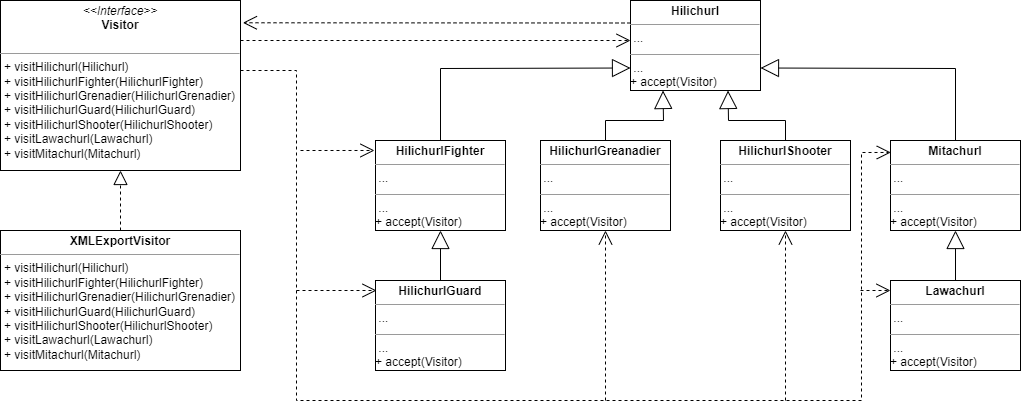 <<Interface>>
Visitor
+ visitHilichurl(Hilichurl)
+ visitHilichurlFighter(HilichurlFighter)
+ visitHilichurlGrenadier(HilichurlGrenadier)
+ visitHilichurlGuard(HilichurlGuard)
+ visitHilichurlShooter(HilichurlShooter)
+ visitLawachurl(Lawachurl)
+ visitMitachurl(Mitachurl)
Hilichurl
...
...
+ accept(Visitor)
HilichurlFighter
...
...
+ accept(Visitor)
HilichurlGreanadier
...
...
+ accept(Visitor)
HilichurlShooter
...
...
+ accept(Visitor)
Mitachurl
...
...
+ accept(Visitor)
XMLExportVisitor
+ visitHilichurl(Hilichurl)
+ visitHilichurlFighter(HilichurlFighter)
+ visitHilichurlGrenadier(HilichurlGrenadier)
+ visitHilichurlGuard(HilichurlGuard)
+ visitHilichurlShooter(HilichurlShooter)
+ visitLawachurl(Lawachurl)
+ visitMitachurl(Mitachurl)
HilichurlGuard
...
...
+ accept(Visitor)
Lawachurl
...
...
+ accept(Visitor)